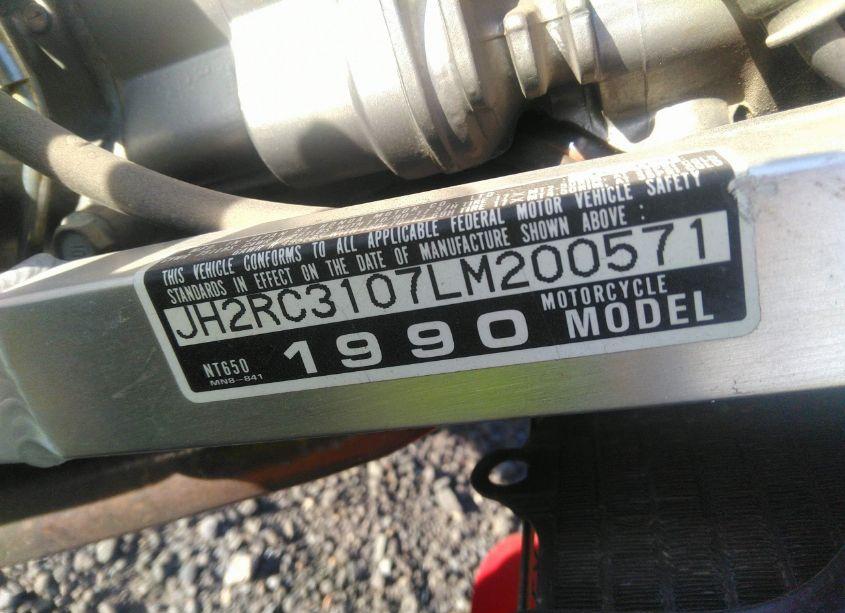 THIS VEHICLE CONFORMS TO ALL APPLICABLE FEDERAL MOTOR VEHICLE SAFETY
STANDARDS IN EFFECT ON THE DATE OF MANUFACTURE SHOWN ABOVE :
JH2RC3107LM200571
NT650
MN8-841
1990
MOTORCYCLE
MODEL